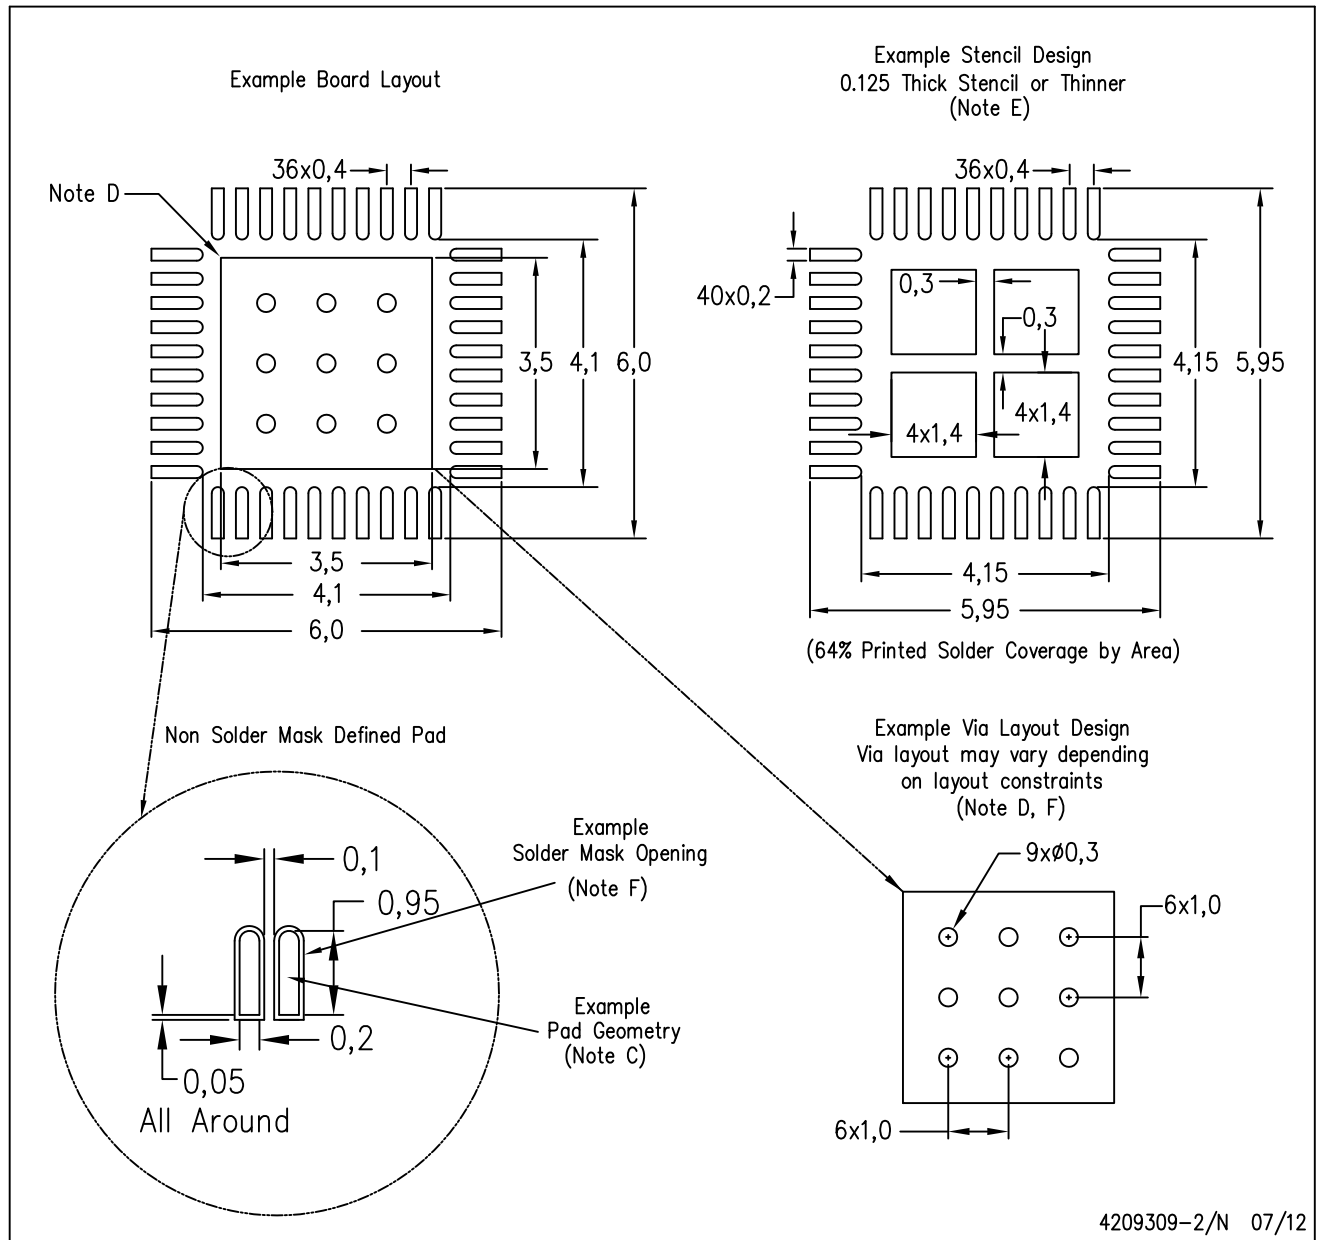 Example Board Layout
Example Stencil Design
0.125 Thick Stencil or Thinner
(Note E)
36x0,4
Note D
3,5
4,1
6,0
3,5
4,1
6,0
36x0,4
40x0,2
0,3
0,3
4x1,4
4x1,4
4,15
5,95
4,15
5,95
(64% Printed Solder Coverage by Area)
Non Solder Mask Defined Pad
0,1
0,95
0,2
0,05
All Around
Example
Solder Mask Opening
(Note F)
Example
Pad Geometry
(Note C)
Example Via Layout Design
Via layout may vary depending
on layout constraints
(Note D, F)
9xø0,3
6x1,0
6x1,0
4209309-2/N 07/12